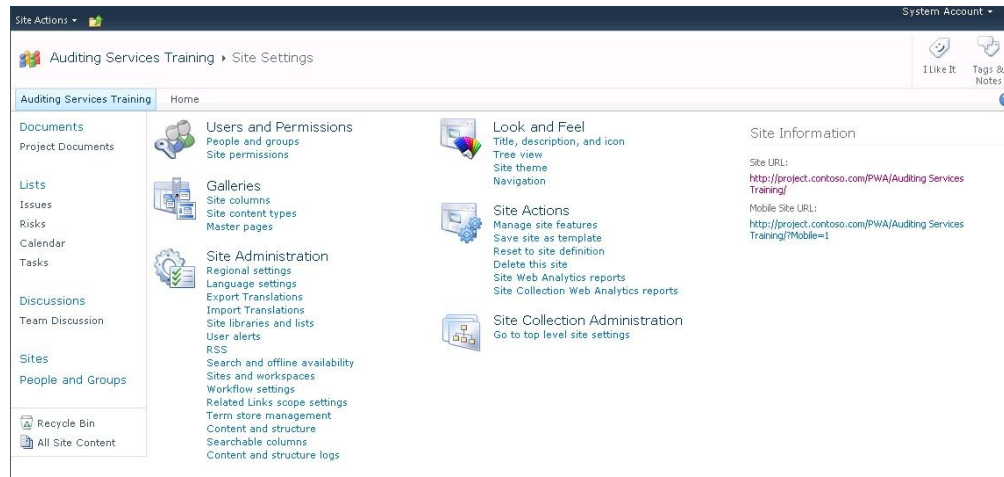 Site Actions
System Account
Auditing Services Training ▸ Site Settings
I Like It
Tags &
Notes
Auditing Services Training
Home
Documents
Project Documents
Lists
Issues
Risks
Calendar
Tasks
Discussions
Team Discussion
Sites
People and Groups
Recycle Bin
All Site Content
Users and Permissions
People and groups
Site permissions
Galleries
Site columns
Site content types
Master pages
Site Administration
Regional settings
Language settings
Export Translations
Import Translations
Site libraries and lists
User alerts
RSS
Search and offline availability
Sites and workspaces
Workflow settings
Related Links scope settings
Term store management
Content and structure
Searchable columns
Content and structure logs
Look and Feel
Title, description, and icon
Tree view
Site theme
Navigation
Site Actions
Manage site features
Save site as template
Reset to site definition
Delete this site
Site Web Analytics reports
Site Collection Web Analytics reports
Site Collection Administration
Go to top level site settings
Site Information
Site URL:
http://project.contoso.com/PWA/Auditing Services
Training/
Mobile Site URL:
http://project.contoso.com/PWA/Auditing Services
Training/?Mobile=1